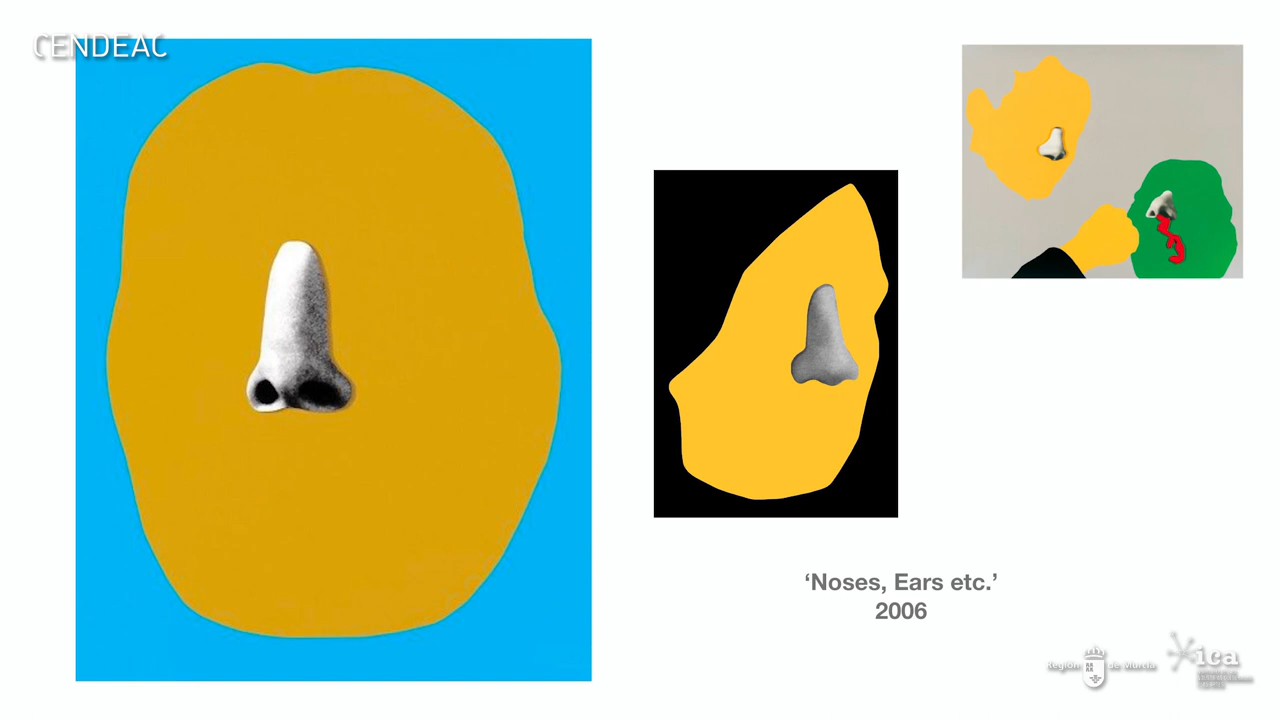 CENDEAC
‘Noses, Ears etc.’
2006
Región de Murcia
ica